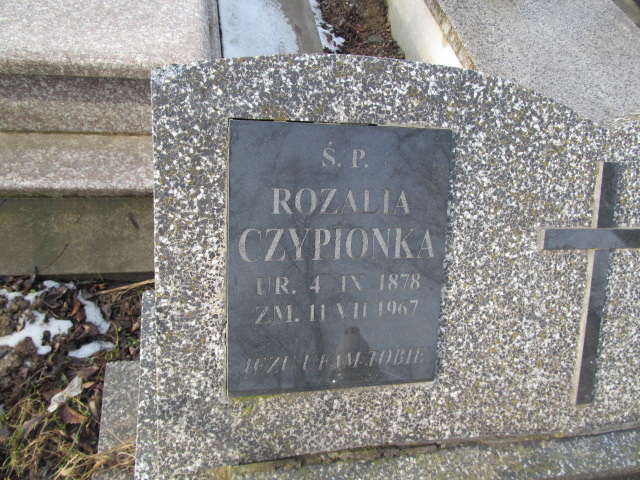 Ś. P.
ROZALIA
CZYPIONKA
UR. 4 IX 1878
ZM. 11 VII 1967
JEZU UFAM TOBIE